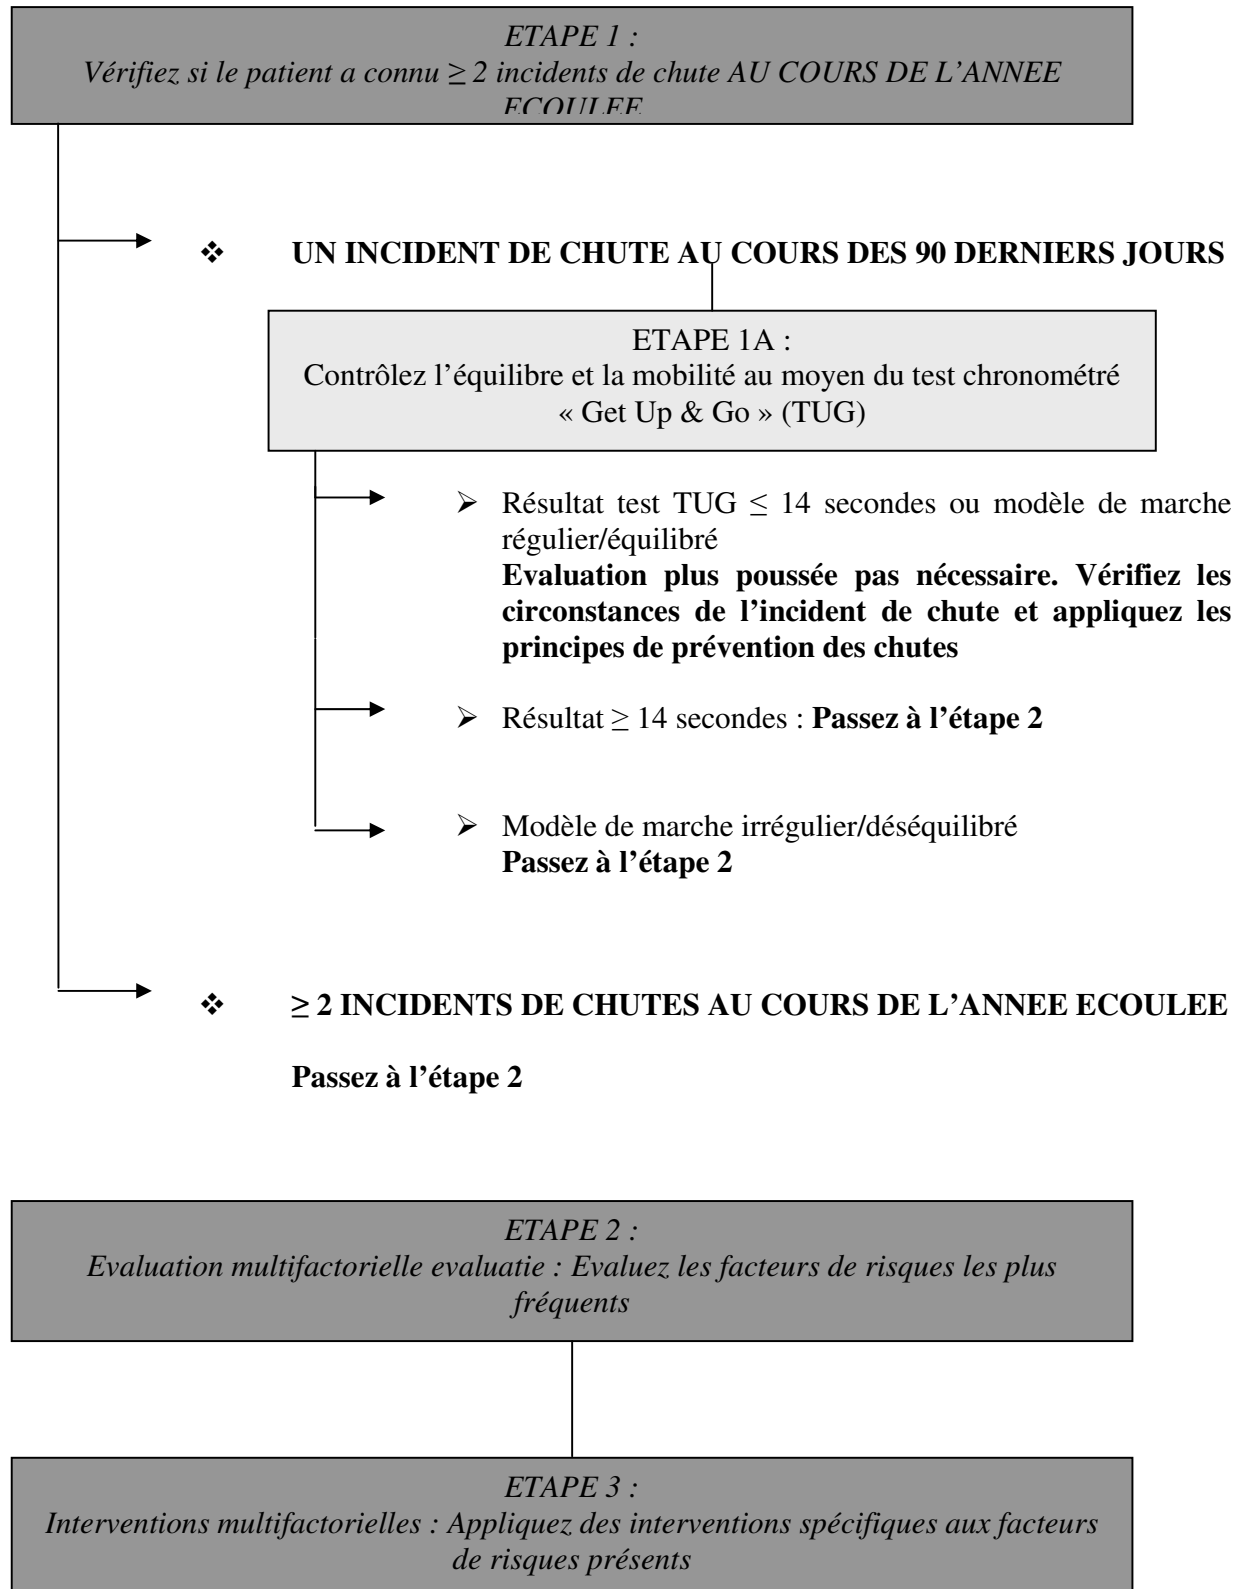 ETAPE 1 :
Vérifiez si le patient a connu ≥ 2 incidents de chute AU COURS DE L'ANNEE
ECOULEE
❖ UN INCIDENT DE CHUTE AU COURS DES 90 DERNIERS JOURS
ETAPE 1A :
Contrôlez l'équilibre et la mobilité au moyen du test chronométré
« Get Up & Go » (TUG)
➢ Résultat test TUG ≤ 14 secondes ou modèle de marche
régulier/équilibré
Evaluation plus poussée pas nécessaire. Vérifiez les
circonstances de l'incident de chute et appliquez les
principes de prévention des chutes
➢ Résultat ≥ 14 secondes : Passez à l'étape 2
➢ Modèle de marche irrégulier/déséquilibré
Passez à l'étape 2
❖ ≥ 2 INCIDENTS DE CHUTES AU COURS DE L'ANNEE ECOULEE
Passez à l'étape 2
ETAPE 2 :
Evaluation multifactorielle evaluatie : Evaluez les facteurs de risques les plus
fréquents
ETAPE 3 :
Interventions multifactorielles : Appliquez des interventions spécifiques aux facteurs
de risques présents